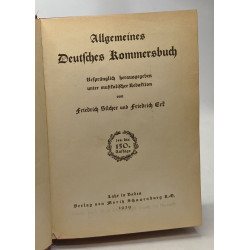 Allgemeines
Deutsches Kommersbuch
Ursprünglich herausgegeben
unter musikalischer Redaktion
von
Friedrich Silcher und Friedrich Erk
150.
Auflage
Lahr in Baden
Verlag von Moritz Schauenburg